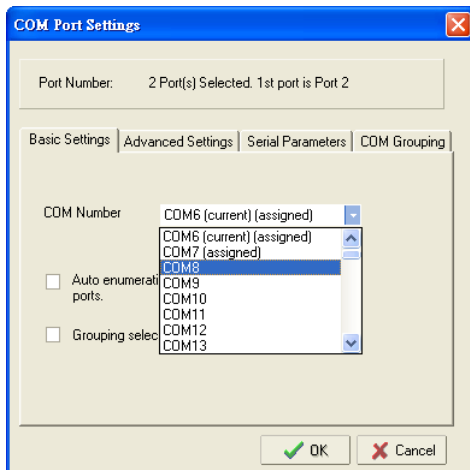 COM Port Settings
Port Number: 2 Port(s) Selected. 1st port is Port 2
Basic Settings Advanced Settings Serial Parameters COM Grouping
COM Number COM6 (current) (assigned)
COM6 (current) (assigned)
COM7 (assigned)
COM8
COM9
COM10
COM11
COM12
COM13
Auto enumerati
ports.
Grouping selec
OK Cancel